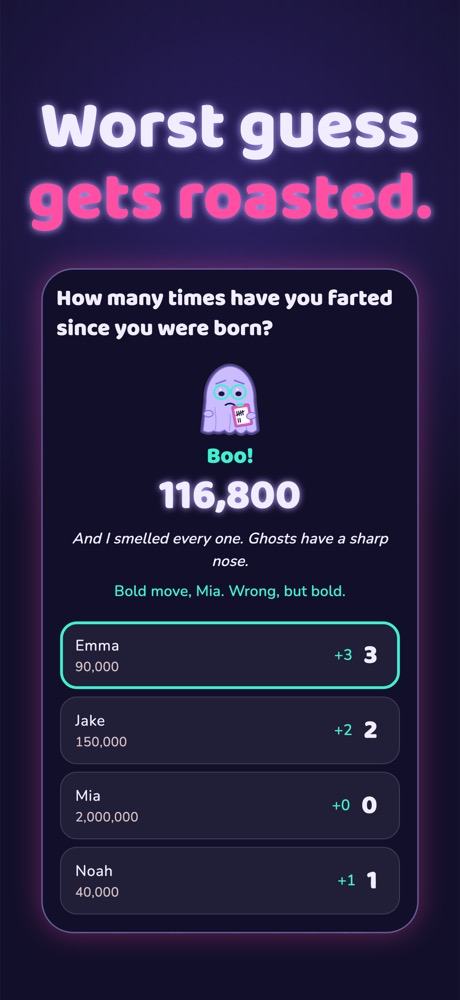 Worst guess
gets roasted.
How many times have you farted
since you were born?
Boo!
116,800
And I smelled every one. Ghosts have a sharp
nose.
Bold move, Mia. Wrong, but bold.
Emma
90,000
+3 3
Jake
150,000
+2 2
Mia
2,000,000
+0 0
Noah
40,000
+1 1